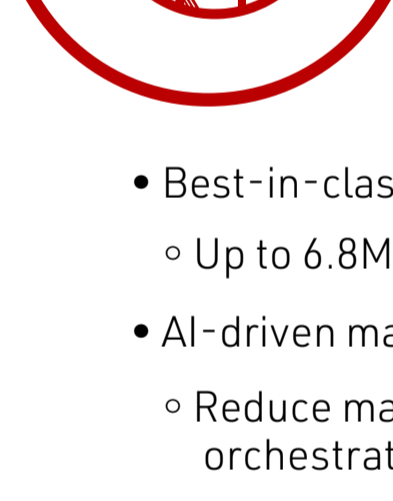 • Best-in-clas
○ Up to 6.8M
• AI-driven ma
○ Reduce ma
orchestrat